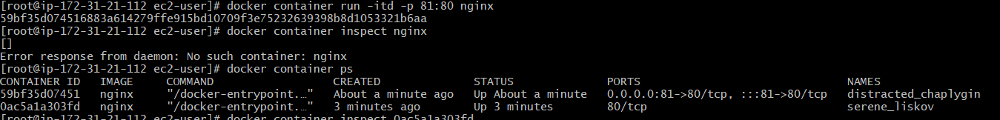 [root@ip-172-31-21-112 ec2-user]# docker container run -itd -p 81:80 nginx
59bf35d074516883a614279ffe915bd10709f3e75232639398b8d1053321b6aa
[root@ip-172-31-21-112 ec2-user]# docker container inspect nginx
[]
Error response from daemon: No such container: nginx
[root@ip-172-31-21-112 ec2-user]# docker container ps
CONTAINER ID   IMAGE     COMMAND                  CREATED              STATUS              PORTS                               NAMES
59bf35d07451   nginx     "/docker-entrypoint.…"   About a minute ago   Up About a minute   0.0.0.0:81->80/tcp, :::81->80/tcp   distracted_chaplygin
0ac5a1a303fd   nginx     "/docker-entrypoint.…"   3 minutes ago        Up 3 minutes        80/tcp                              serene_liskov
[root@ip-172-31-21-112 ec2-user]# docker container inspect 0ac5a1a303fd